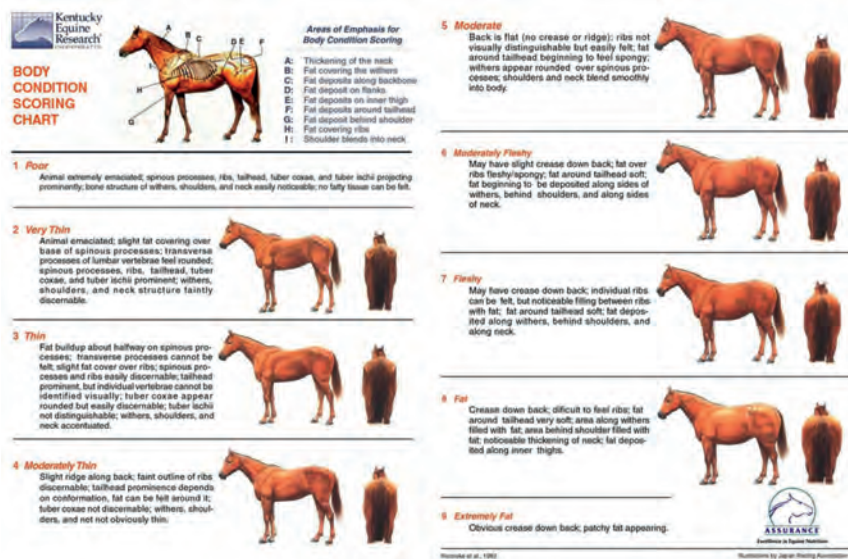 Kentucky
Equine
Research
BODY
CONDITION
SCORING
CHART
A
B
C
D E
F
I
H
G
Areas of Emphasis for
Body Condition Scoring
A: Thickening of the neck
B: Fat covering the withers
C: Fat deposits along backbone
D: Fat deposit on flanks
E: Fat deposits on inner thigh
F: Fat deposits around tailhead
G: Fat deposit behind shoulder
H: Fat covering ribs
I: Shoulder blends into neck
1 Poor
Animal extremely emaciated; spinous processes, ribs, tailhead, tuber coxae, and tuber ischii projecting
prominently; bone structure of withers, shoulders, and neck easily noticeable; no fatty tissue can be felt.
2 Very Thin
Animal emaciated; slight fat covering over
base of spinous processes; transverse
processes of lumbar vertebrae feel rounded;
spinous processes, ribs, tailhead, tuber
coxae, and tuber ischii prominent; withers,
shoulders, and neck structure faintly
discernable.
3 Thin
Fat buildup about halfway on spinous pro-
cesses; transverse processes cannot be
felt; slight fat cover over ribs; spinous
processes and ribs easily discernable; tailhead
prominent, but individual vertebrae cannot be
identified visually; tuber coxae appear
rounded but easily discernable; tuber ischii
not distinguishable; withers, shoulders, and
neck accentuated.
4 Moderately Thin
Slight ridge along back; faint outline of ribs
discernable; tailhead prominence depends
on conformation, fat can be felt around it;
tuber coxae not discernable; withers, shoul-
ders, and net not obviously thin.
5 Moderate
Back is flat (no crease or ridge); ribs not
visually distinguishable but easily felt; fat
around tailhead beginning to feel spongy;
withers appear rounded over spinous pro-
cesses; shoulders and neck blend smoothly
into body.
6 Moderately Fleshy
May have slight crease down back; fat over
ribs fleshy/spongy; fat around tailhead soft;
fat beginning to be deposited along sides of
withers, behind shoulders, and along sides
of neck.
7 Fleshy
May have crease down back; individual ribs
can be felt, but noticeable filling between ribs
with fat; fat around tailhead soft; fat depos-
ited along withers, behind shoulders, and
along neck.
8 Fat
Crease down back; dificult to feel ribs; fat
around tailhead very soft; area along withers
filled with fat; area behind shoulder filled with
fat; noticeable thickening of neck; fat depos-
ited along inner thighs.
9 Extremely Fat
Obvious crease down back; patchy fat appearing.
ASSURANCE
Excellence in Equine Nutrition
et al., 1983
Illustrations by Japan Racing Association